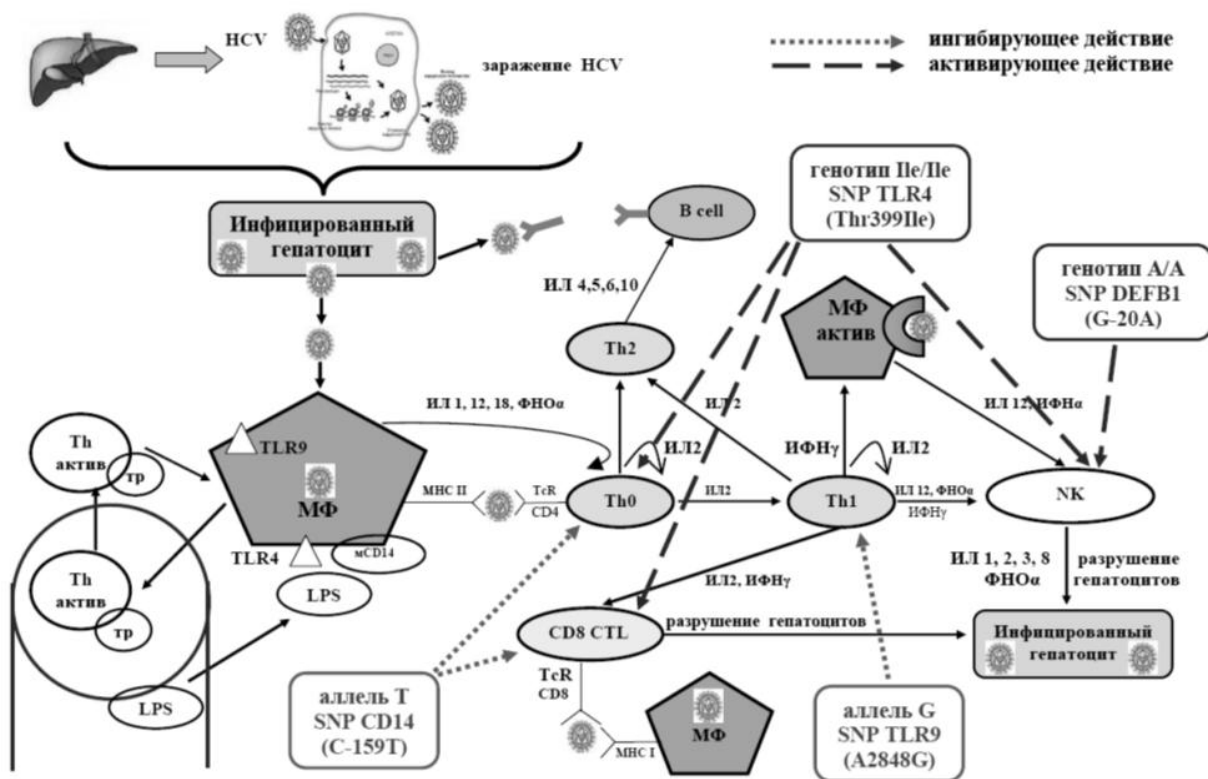 HCV
заражение HCV
ингибирующее действие
активирующее действие
Инфицированный
гепатоцит
B cell
генотип Ile/Ile
SNP TLR4
(Thr399Ile)
генотип A/A
SNP DEFB1
(G-20A)
ИЛ 4,5,6,10
МФ
актив
Th2
ИЛ 1, 12, 18, ФНОα
ИЛ 2
ИЛ 12, ИФНα
Th
актив
тр
TLR9
МФ
ИЛ2
ИФНγ
ИЛ2
MHC II
TcR
CD4
Th0
ИЛ2
Th1
ИЛ 12, ФНОα
ИФНγ
NK
TLR4
мCD14
LPS
Th
актив
тр
ИЛ2, ИФНγ
ИЛ 1, 2, 3, 8
ФНОα
разрушение
гепатоцитов
CD8 CTL
разрушение гепатоцитов
Инфицированный
гепатоцит
LPS
аллель T
SNP CD14
(C-159T)
TcR
CD8
MHC I
МФ
аллель G
SNP TLR9
(A2848G)